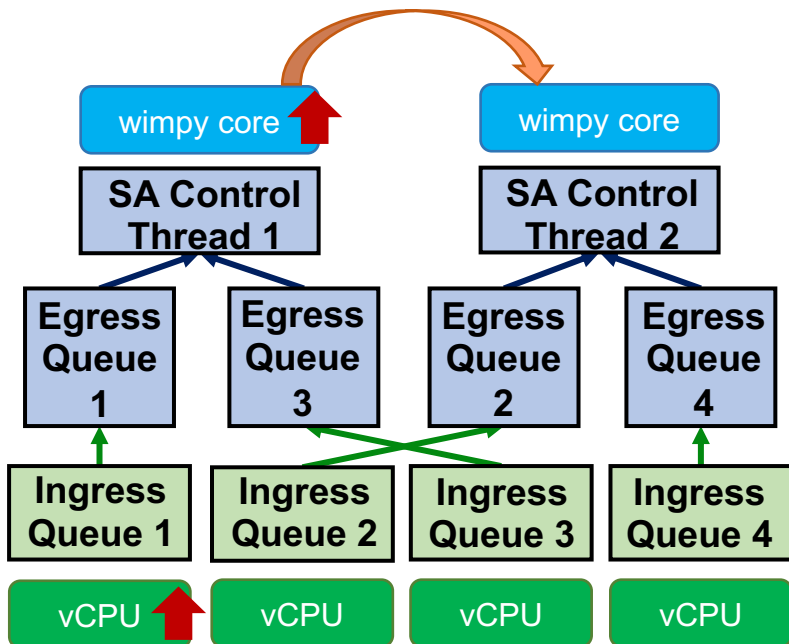 wimpy core
wimpy core
SA Control
Thread 1
SA Control
Thread 2
Egress
Queue
1
Egress
Queue
3
Egress
Queue
2
Egress
Queue
4
Ingress
Queue 1
Ingress
Queue 2
Ingress
Queue 3
Ingress
Queue 4
vCPU
vCPU
vCPU
vCPU